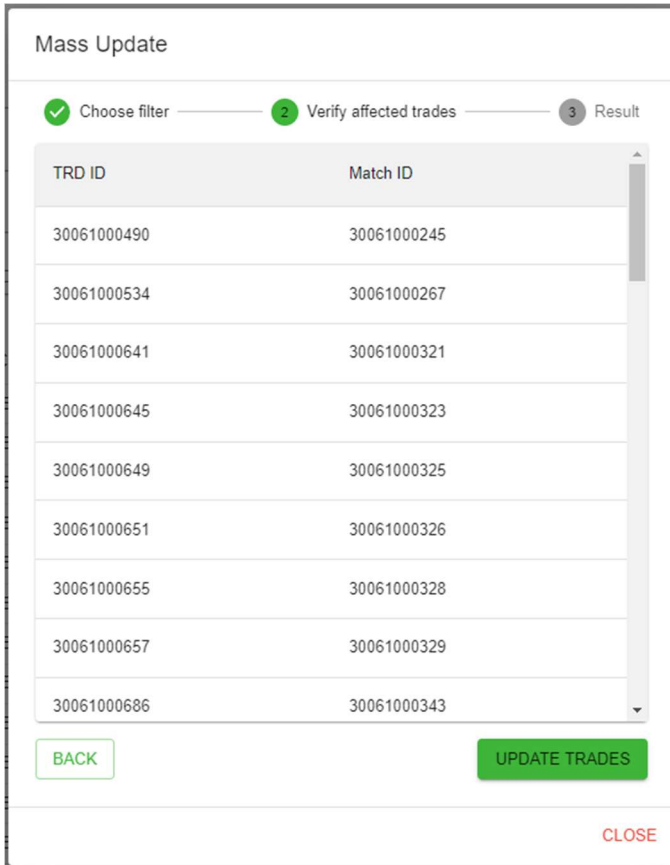 Mass Update
Choose filter 2 Verify affected trades 3 Result
TRD ID Match ID
30061000490 30061000245
30061000534 30061000267
30061000641 30061000321
30061000645 30061000323
30061000649 30061000325
30061000651 30061000326
30061000655 30061000328
30061000657 30061000329
30061000686 30061000343
BACK UPDATE TRADES
CLOSE